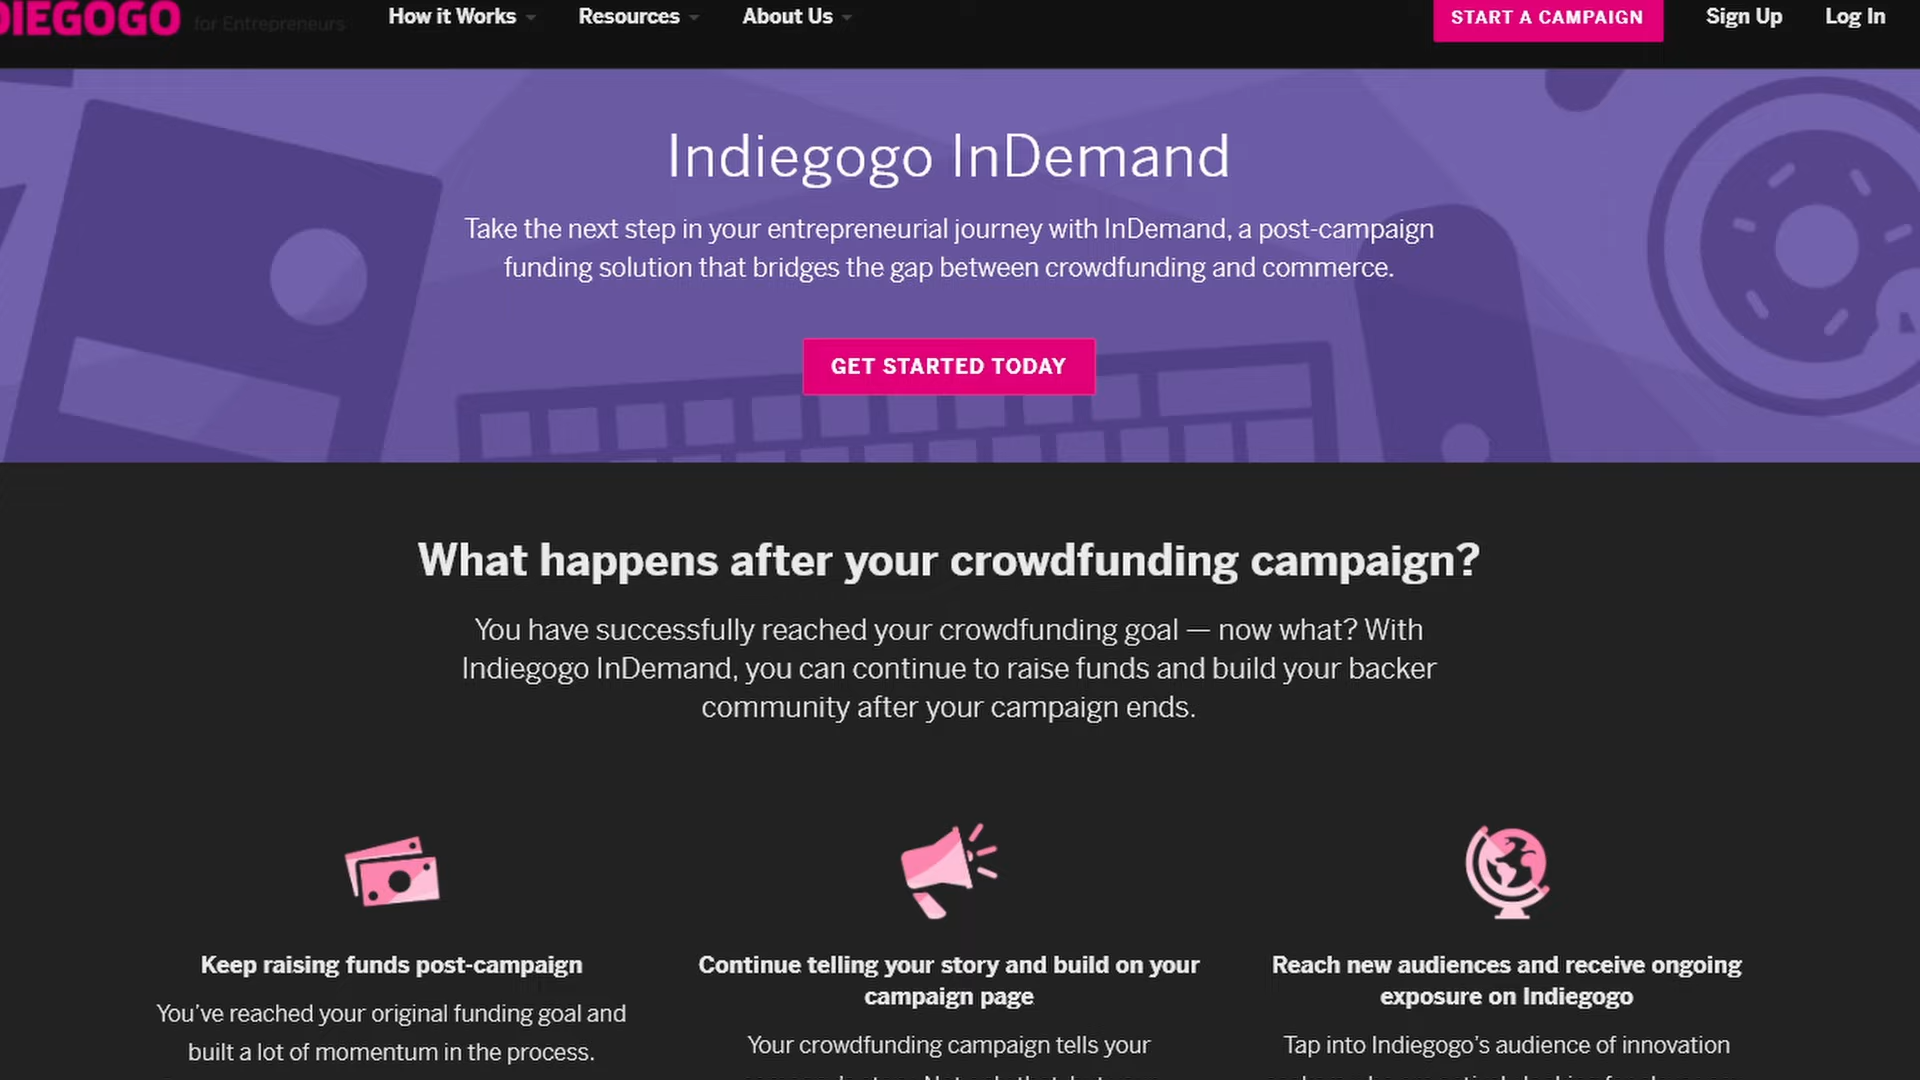 DIEGOGO for Entrepreneurs How it Works Resources About Us START A CAMPAIGN Sign Up Log In
Indiegogo InDemand
Take the next step in your entrepreneurial journey with InDemand, a post-campaign
funding solution that bridges the gap between crowdfunding and commerce.
GET STARTED TODAY
What happens after your crowdfunding campaign?
You have successfully reached your crowdfunding goal — now what? With
Indiegogo InDemand, you can continue to raise funds and build your backer
community after your campaign ends.
Keep raising funds post-campaign
You’ve reached your original funding goal and
built a lot of momentum in the process.
Continue telling your story and build on your
campaign page
Your crowdfunding campaign tells your
Reach new audiences and receive ongoing
exposure on Indiegogo
Tap into Indiegogo’s audience of innovation